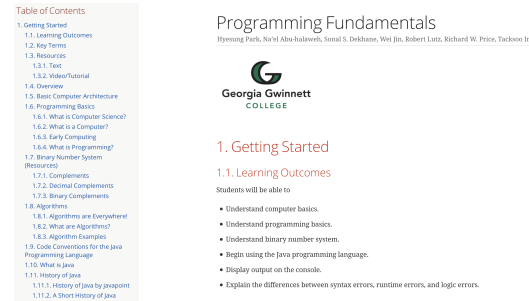 Table of Contents
1. Getting Started
1.1. Learning Outcomes
1.2. Key Terms
1.3. Resources
1.3.1. Text
1.3.2. Video/Tutorial
1.4. Overview
1.5. Basic Computer Architecture
1.6. Programming Basics
1.6.1. What is Computer Science?
1.6.2. What is a Computer?
1.6.3. Early Computing
1.6.4. What is Programming?
1.7. Binary Number System
(Resources)
1.7.1. Complements
1.7.2. Decimal Complements
1.7.3. Binary Complements
1.8. Algorithms
1.8.1. Algorithms are Everywhere!
1.8.2. What are Algorithms?
1.8.3. Algorithm Examples
1.9. Code Conventions for the Java
Programming Language
1.10. What is Java
1.11. History of Java
1.11.1. History of Java by Javapoint
1.11.2. A Short History of Java
Programming Fundamentals
Hyesung Park, Na'el Abu-halaweh, Sonal S. Dekhane, Wei Jin, Robert Lutz, Richard W. Price, Tacksoo
Georgia Gwinnett
COLLEGE
1. Getting Started
1.1. Learning Outcomes
Students will be able to
• Understand computer basics.
• Understand programming basics.
• Understand binary number system.
• Begin using the Java programming language.
• Display output on the console.
• Explain the differences between syntax errors, runtime errors, and logic errors.